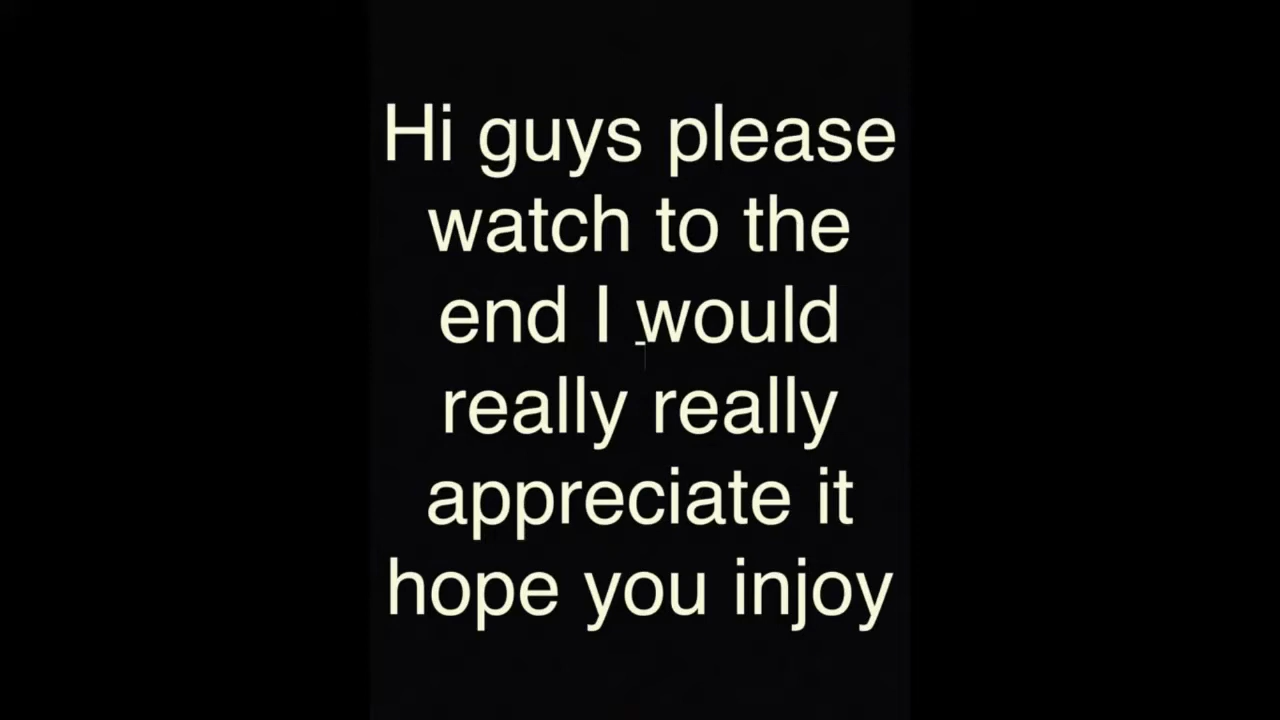 Hi guys please
watch to the
end I would
really really
appreciate it
hope you injoy